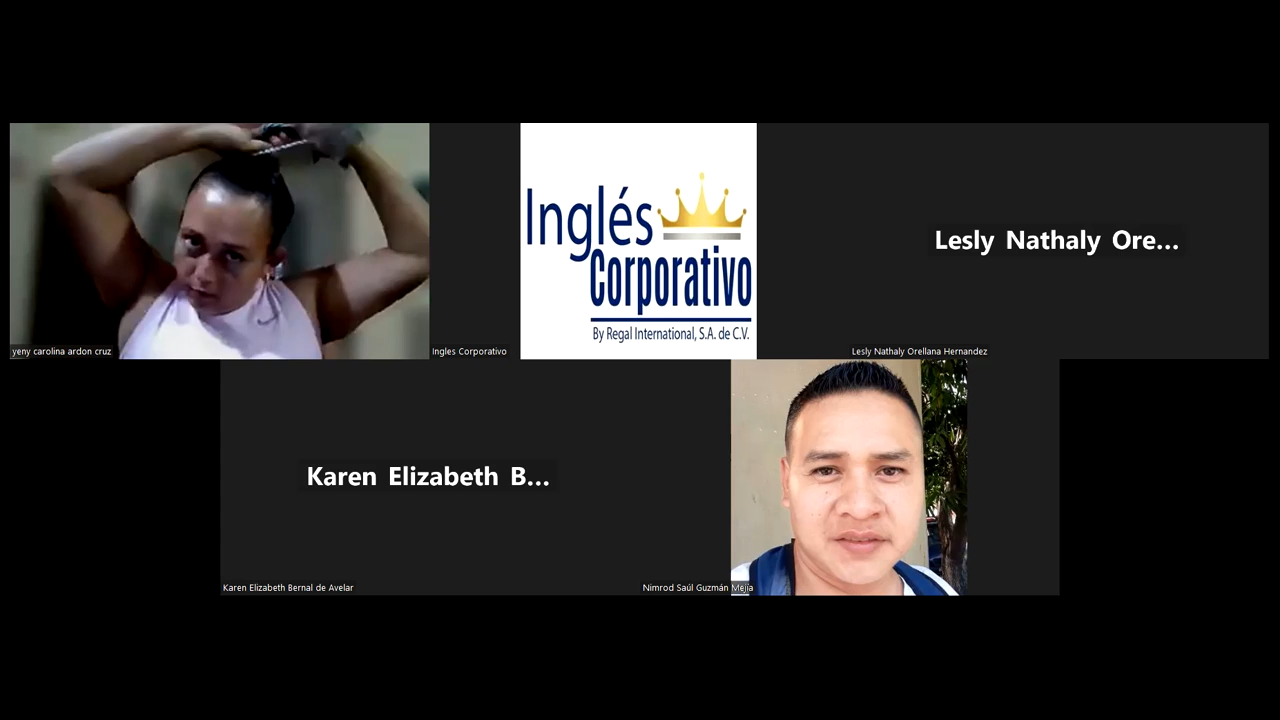 Inglés
Corporativo
By Regal International, S.A. de C.V.
Lesly Nathaly Ore...
yeny carolina ardon cruz
Ingles Corporativo
Lesly Nathaly Orellana Hernandez
Karen Elizabeth B...
Karen Elizabeth Bernal de Avelar
Nimrod Saúl Guzmán Mejía